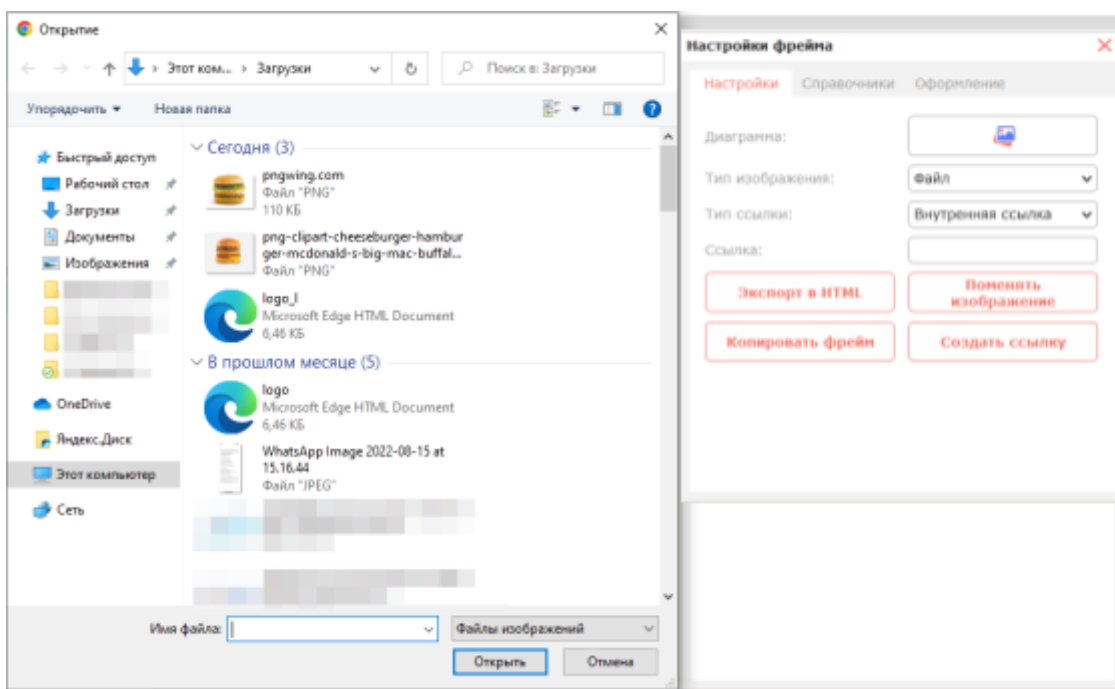 Открытие
Этот ком... > Загрузки
Поиск в: Загрузки
Упорядочить
Новая папка
Быстрый доступ
Рабочий стол
Загрузки
Документы
Изображения
OneDrive
Яндекс.Диск
Этот компьютер
Сеть
Сегодня (3)
pngwing.com
Файл "PNG"
110 КБ
png-clipart-cheeseburger-hambur
ger-mcdonald-s-big-mac-buffal...
Файл "PNG"
logo_l
Microsoft Edge HTML Document
6,46 КБ
В прошлом месяце (5)
logo
Microsoft Edge HTML Document
6,46 КБ
WhatsApp Image 2022-08-15 at
15.16.44
Файл "JPEG"
Имя файла:
Файлы изображений
Открыть
Отмена
Настройки фрейма
Настройки Справочники Оформление
Диаграмма:
Тип изображения:
Файл
Тип ссылки:
Внутренняя ссылка
Ссылка:
Экспорт в HTML
Поменять
изображение
Копировать фрейм
Создать ссылку